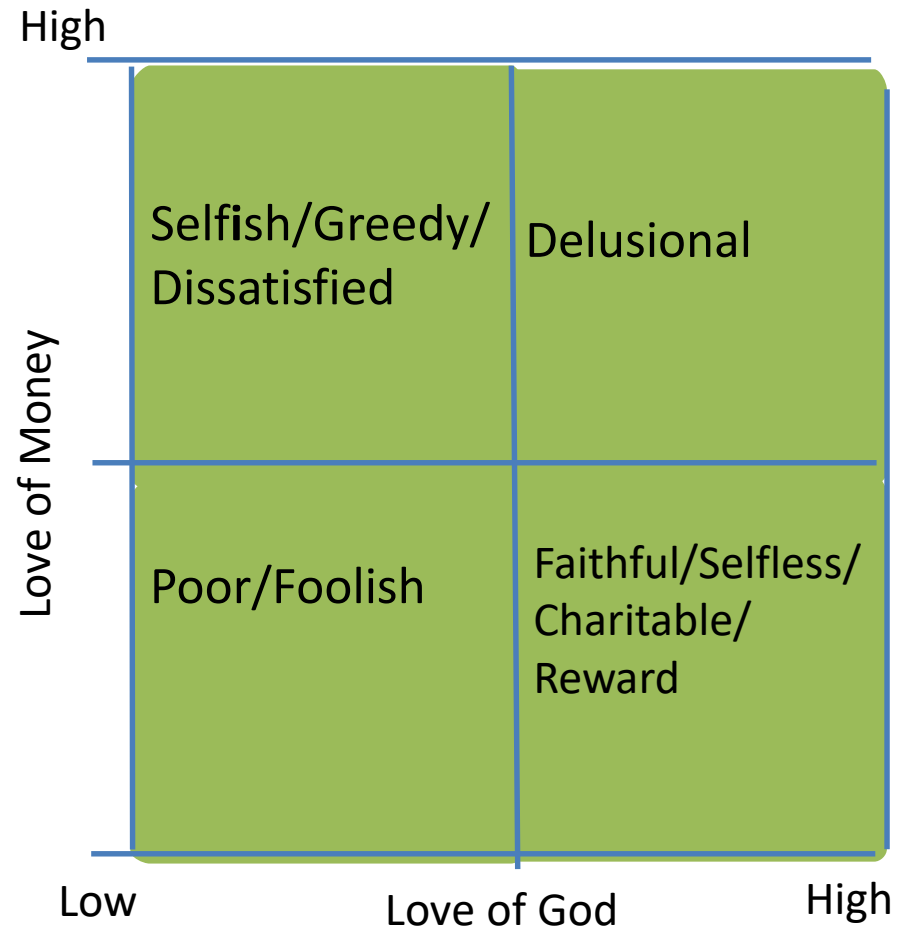 High
Selfish/Greedy/
Dissatisfied
Delusional
Love of Money
Poor/Foolish
Faithful/Selfless/
Charitable/
Reward
Low
Love of God
High